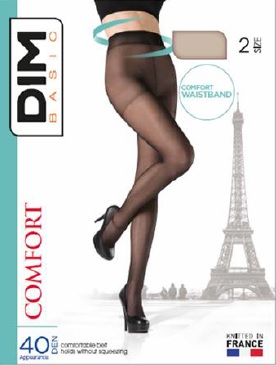 DIM
BASIC
2
SIZE
COMFORT
WAISTBAND
COMFORT
40
DEN
Appearance
comfortable belt
holds without squeezing
KNITTED IN
FRANCE